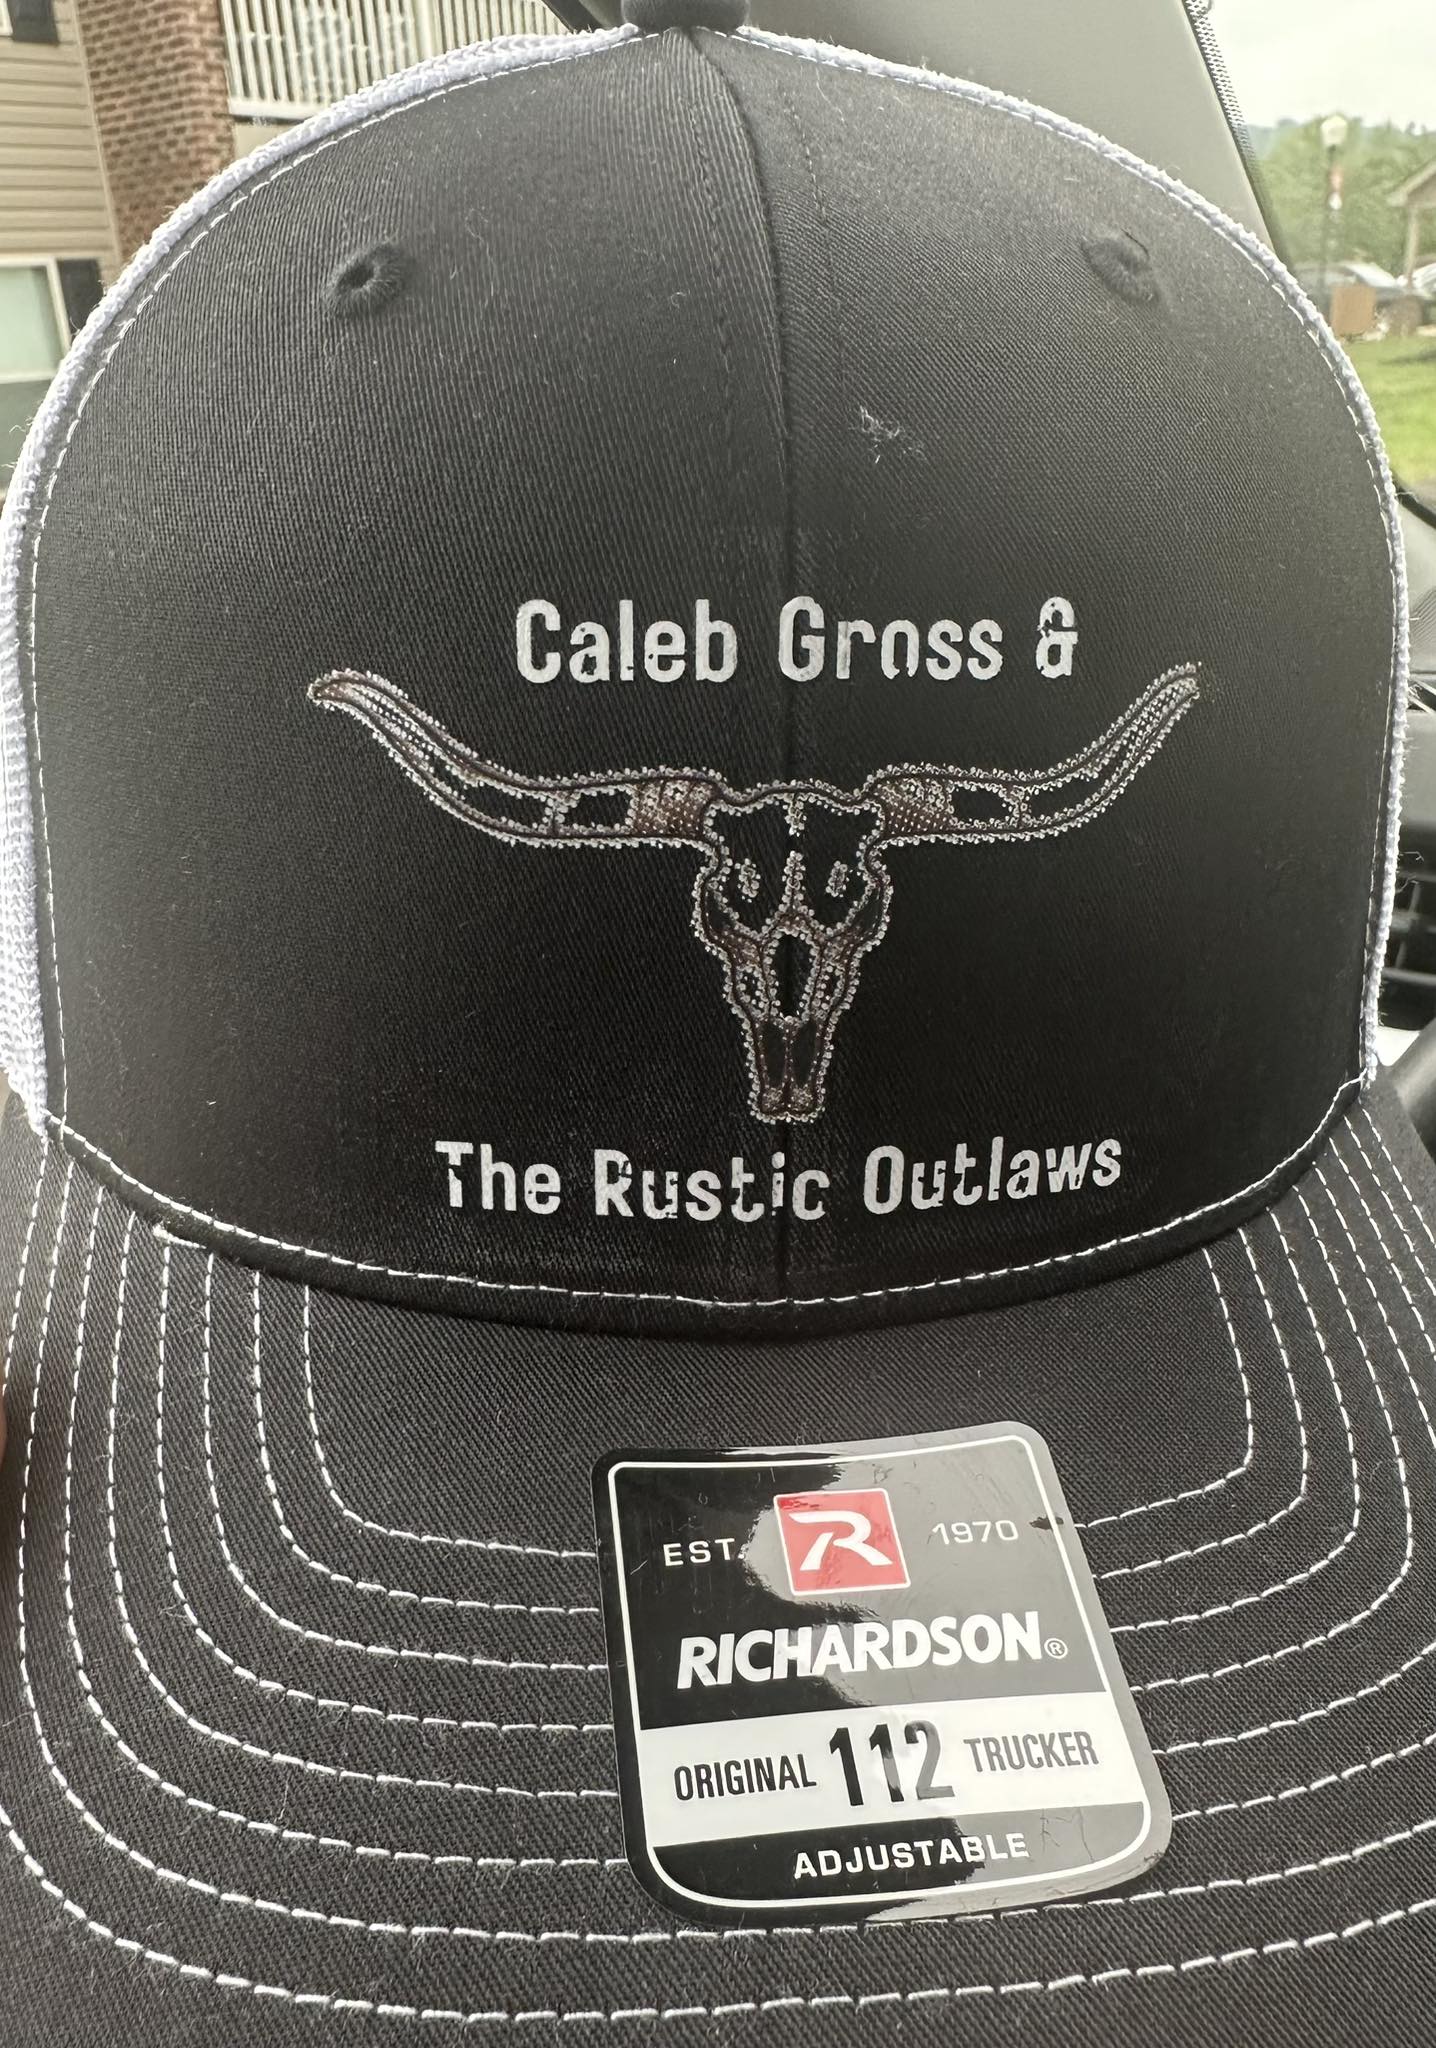 Caleb Gross &
The Rustic Outlaws
EST. R 1970
RICHARDSON®
ORIGINAL 112 TRUCKER
ADJUSTABLE